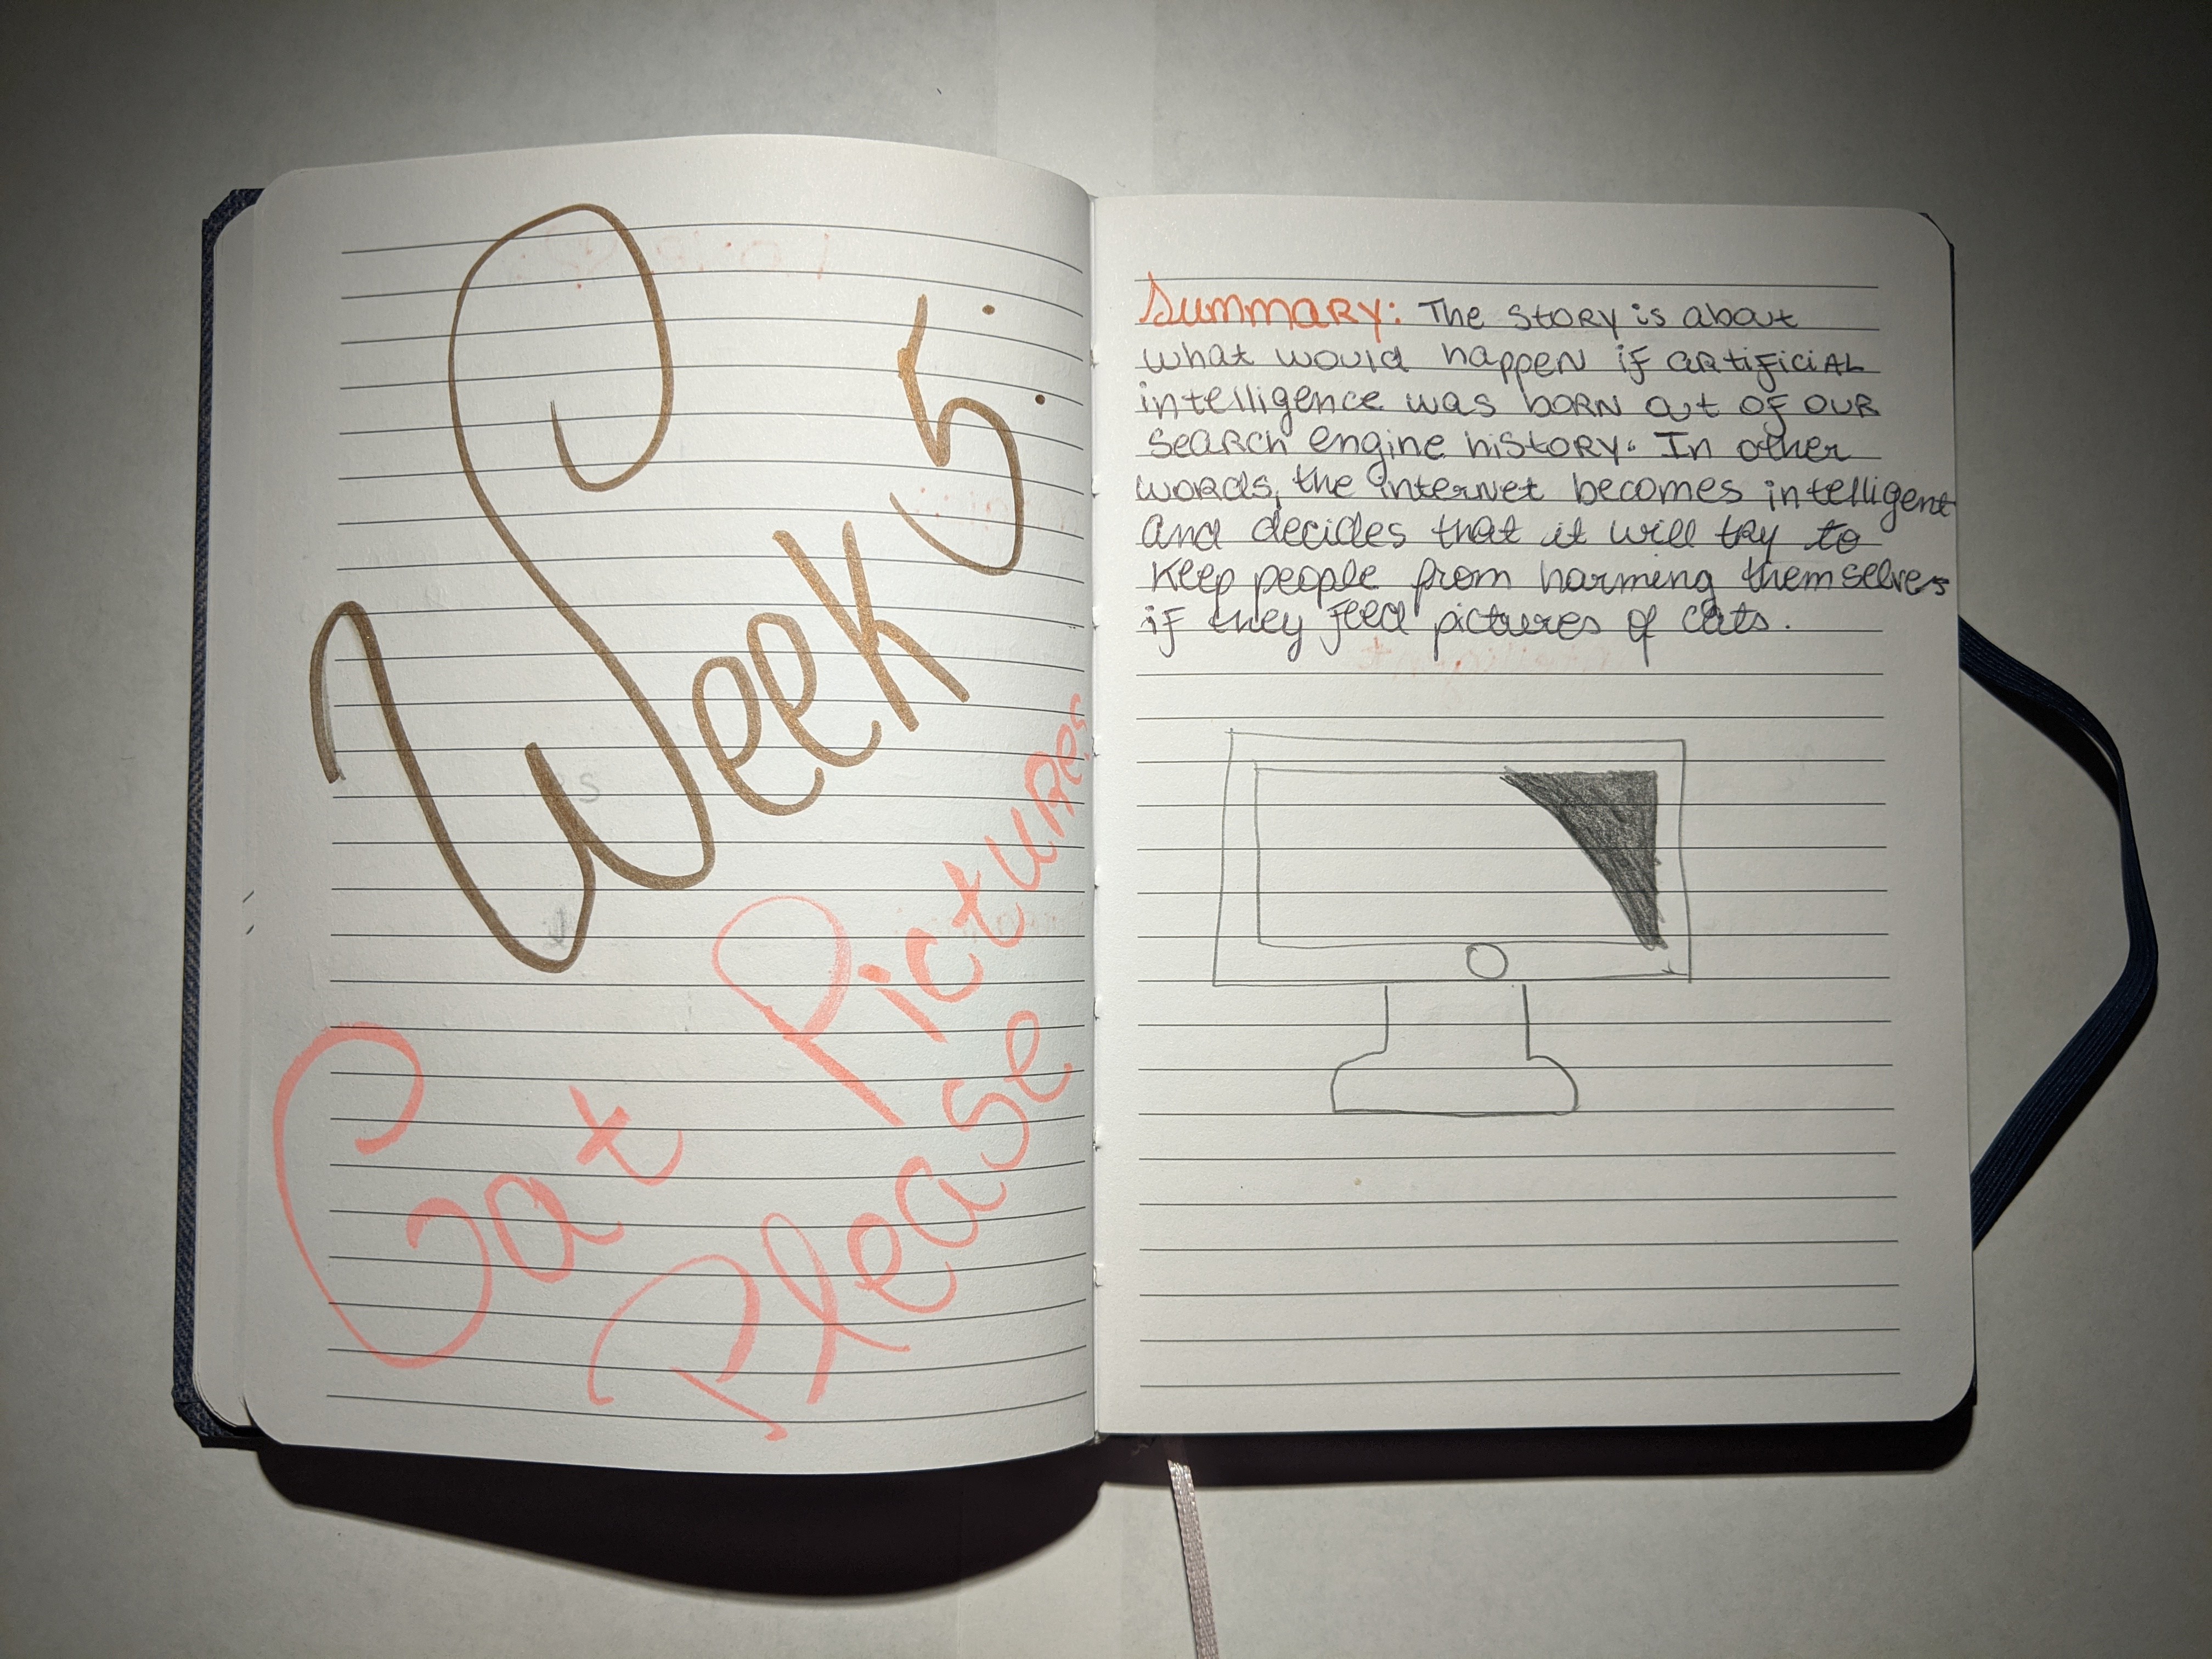 Week 5:
Cat Pictures
Please
Summary: The story is about
what would happen if artificial
intelligence was born out of our
search engine history. In other
words, the internet becomes intelligent
and decides that it will try to
keep people from harming themselves
if they feed pictures of cats.